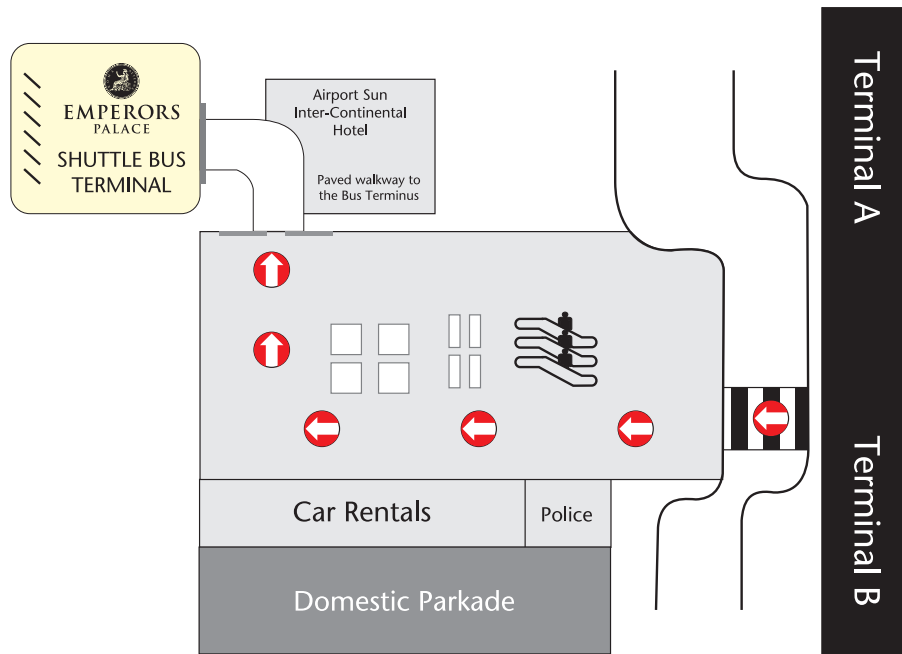 EMPERORS
PALACE
SHUTTLE BUS
TERMINAL
Airport Sun
Inter-Continental
Hotel
Paved walkway to
the Bus Terminus
Terminal A
Terminal B
Car Rentals
Police
Domestic Parkade